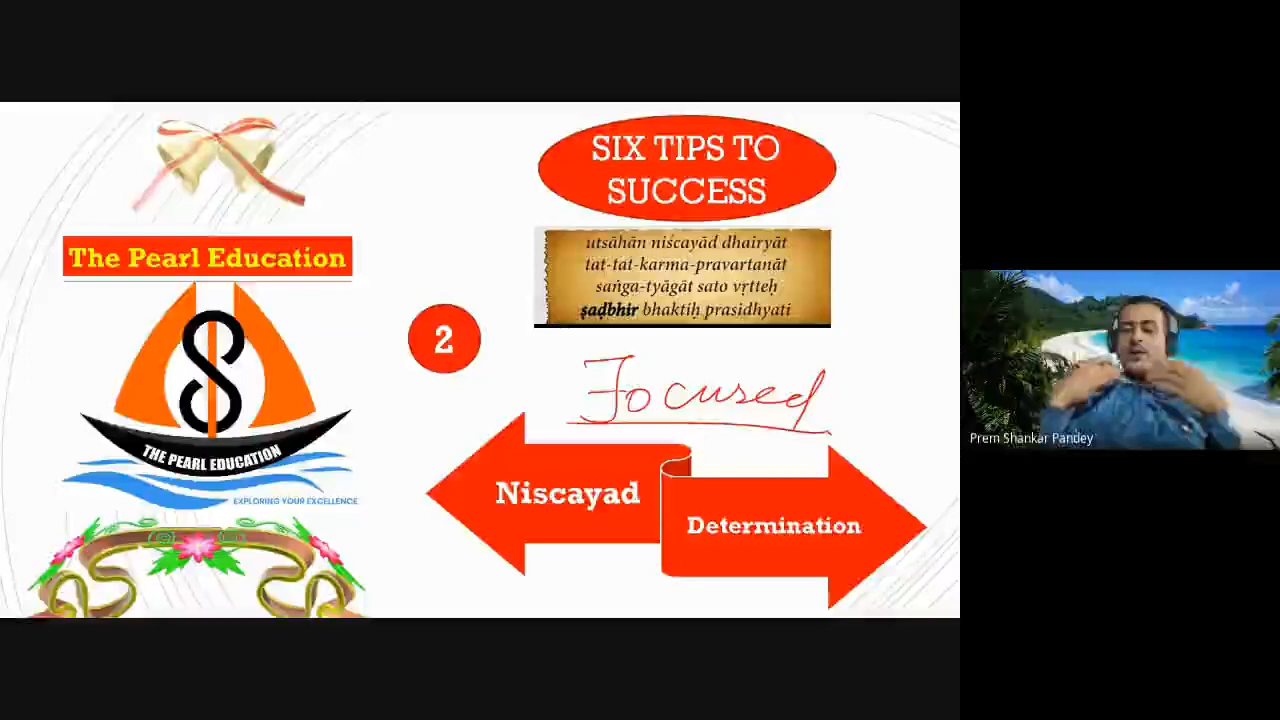 SIX TIPS TO
SUCCESS
The Pearl Education
utsāhān niścayād dhairyāt
tat-tat-karma-pravartanāt
saṅga-tyāgāt sato vṛtteḥ
ṣaḍbhir bhaktiḥ prasidhyati
2
Focused
THE PEARL EDUCATION
EXPLORING YOUR EXCELLENCE
Niscayad
Determination
Prem Shankar Pandey